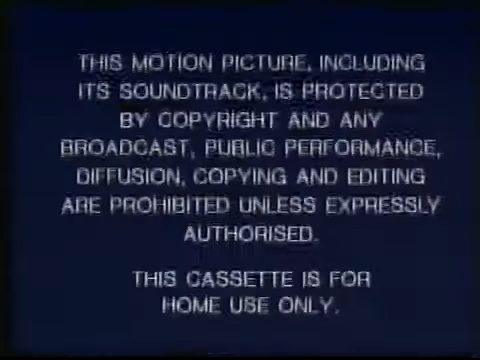 THIS MOTION PICTURE, INCLUDING
ITS SOUNDTRACK, IS PROTECTED
BY COPYRIGHT AND ANY
BROADCAST, PUBLIC PERFORMANCE,
DIFFUSION, COPYING AND EDITING
ARE PROHIBITED UNLESS EXPRESSLY
AUTHORISED.
THIS CASSETTE IS FOR
HOME USE ONLY.